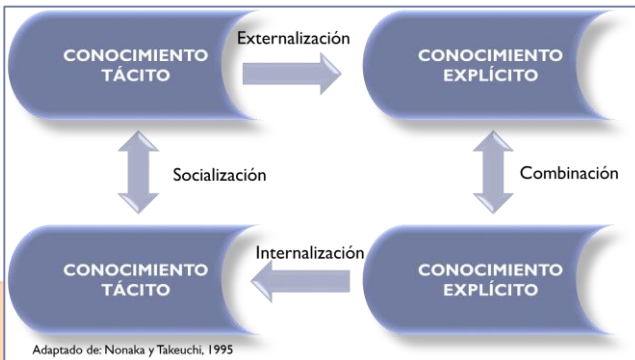 Externalización
CONOCIMIENTO
TÁCITO
CONOCIMIENTO
EXPLÍCITO
Socialización
Combinación
Internalización
CONOCIMIENTO
TÁCITO
CONOCIMIENTO
EXPLÍCITO
Adaptado de: Nonaka y Takeuchi, 1995